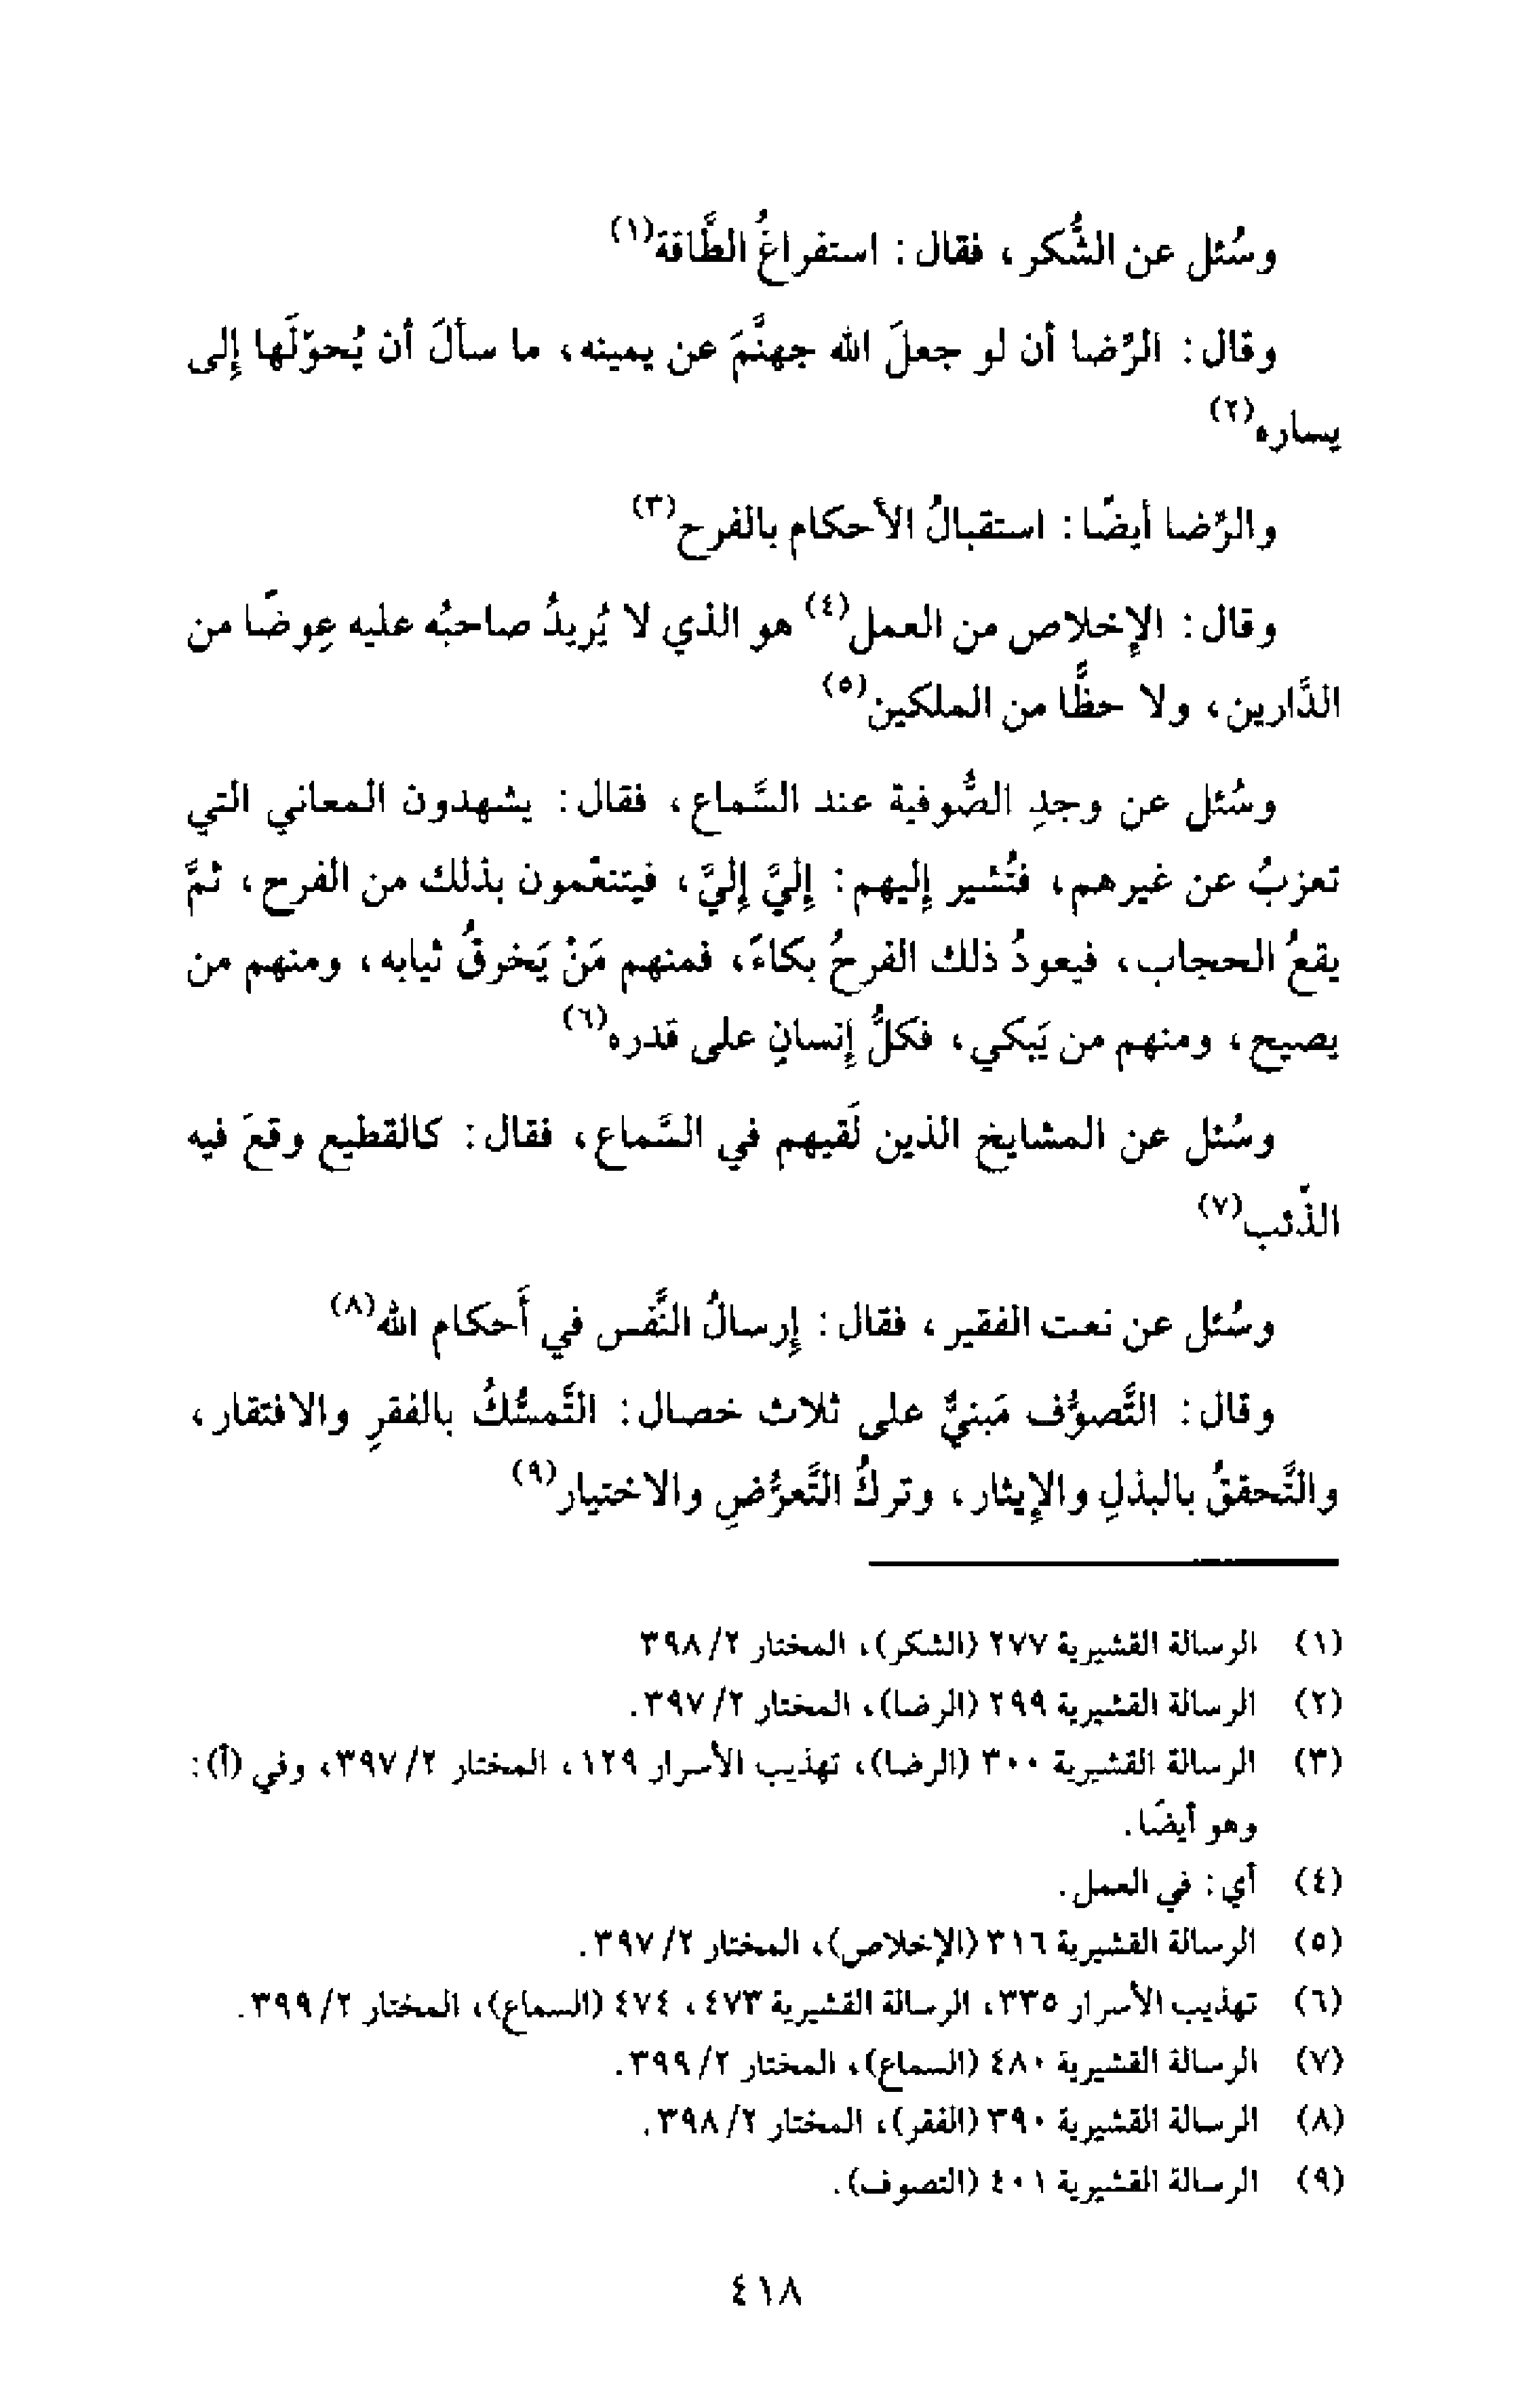 وسُئل عن الشُّكر، فقال: استفراغُ الطَّاقة(١)
وقال: الرّضا أن لو جعلَ الله جهنَّمَ عن يمينه، ما سألَ أن يُحوّلَها إلى
يساره(٢)
والرّضا أيضًا: استقبالُ الأحكام بالفرح(٣)
وقال: الإخلاص من العمل(٤) هو الذي لا يُريدُ صاحبُه عليه عِوضًا من
الدَّارين، ولا حظًّا من الملكين(٥)
وسُئل عن وجدِ الصُّوفية عند السَّماع، فقال: يشهدون المعاني التي
تعزبُ عن غيرهم، فتُشير إليهم: إليَّ إليَّ، فيتنعّمون بذلك من الفرح، ثمَّ
يقعُ الحجاب، فيعودُ ذلك الفرحُ بكاءً، فمنهم مَنْ يَخرقُ ثيابه، ومنهم من
يصيح، ومنهم من يَبكي، فكلُّ إنسانٍ على قدره(٦)
وسُئل عن المشايخ الذين لَقيهم في السَّماع، فقال: كالقطيع وقعَ فيه
الذّئب(٧)
وسُئل عن نعت الفقير، فقال: إرسالُ النَّفس في أَحكام الله(٨)
وقال: التَّصوُّف مَبنيٌّ على ثلاث خصال: التَّمسُّكُ بالفقرِ والافتقار،
والتَّحققُ بالبذلِ والإيثار، وتركُ التَّعرُّضِ والاختيار(٩)
(١) الرسالة القشيرية ٢٧٧ (الشكر)، المختار ٢/ ٣٩٨
(٢) الرسالة القشيرية ٢٩٩ (الرضا)، المختار ٢/ ٣٩٧.
(٣) الرسالة القشيرية ٣٠٠ (الرضا)، تهذيب الأسرار ١٢٩، المختار ٢/ ٣٩٧، وفي (أ):
وهو أيضًا.
(٤) أي: في العمل.
(٥) الرسالة القشيرية ٣١٦ (الإخلاص)، المختار ٢/ ٣٩٧.
(٦) تهذيب الأسرار ٣٣٥، الرسالة القشيرية ٤٧٣، ٤٧٤ (السماع)، المختار ٢/ ٣٩٩.
(٧) الرسالة القشيرية ٤٨٠ (السماع)، المختار ٢/ ٣٩٩.
(٨) الرسالة القشيرية ٣٩٠ (الفقر)، المختار ٢/ ٣٩٨.
(٩) الرسالة القشيرية ٤٠١ (التصوف).
٤١٨